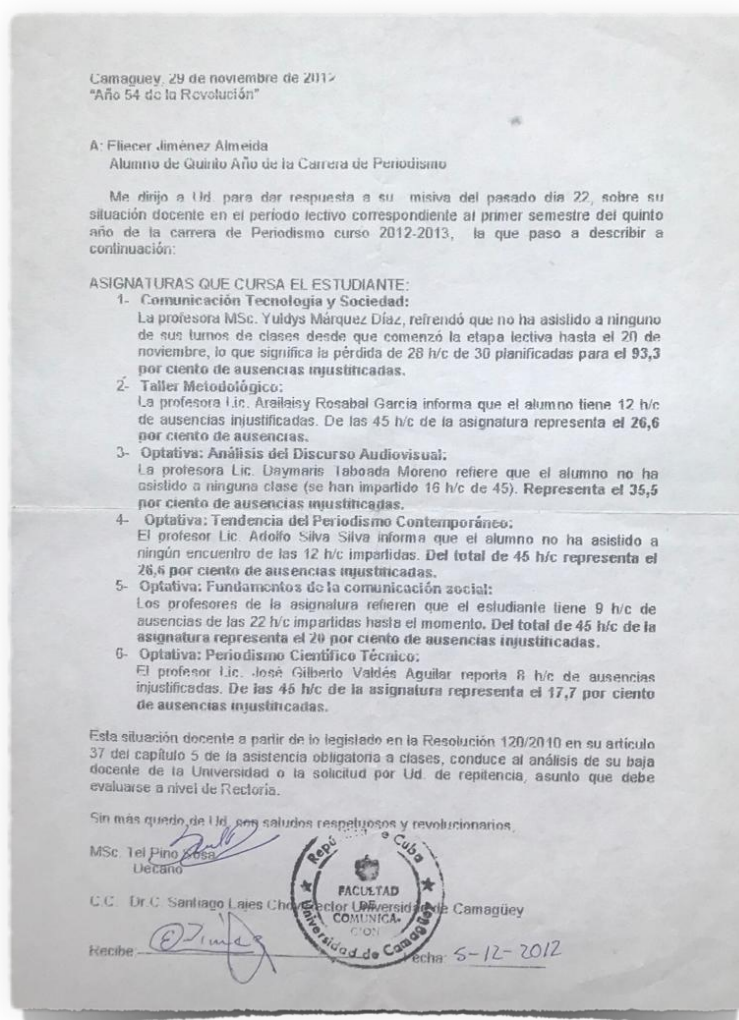 Camaguey, 29 de noviembre de 2012
"Año 54 de la Revolución"
A: Eliecer Jiménez Almeida
Alumno de Quinto Año de la Carrera de Periodismo
Me dirijo a Ud. para dar respuesta a su misiva del pasado dia 22, sobre su
situación docente en el período lectivo correspondiente al primer semestre del quinto
año de la carrera de Periodismo curso 2012-2013, la que paso a describir a
continuación:
ASIGNATURAS QUE CURSA EL ESTUDIANTE:
1- Comunicación Tecnologia y Sociedad:
La profesora MSc. Yuldys Márquez Díaz, refrendó que no ha asistido a ninguno
de sus turnos de clases desde que comenzó la etapa lectiva hasta el 20 de
noviembre, lo que significa la pérdida de 28 h/c de 30 planificadas para el 93,3
por ciento de ausencias injustificadas.
2- Taller Metodológico:
La profesora Lic. Arailaisy Rosabal Garcia informa que el alumno tiene 12 h/c
de ausencias injustificadas. De las 45 h/c de la asignatura representa el 26,6
por ciento de ausencias.
3- Optativa: Análisis del Discurso Audiovisual:
La profesora Lic. Daymaris Taboada Moreno refiere que el alumno no ha
asistido a ninguna clase (se han impartido 16 h/c de 45). Representa el 35,5
por ciento de ausencias injustificadas.
4- Optativa: Tendencia del Periodismo Contemporáneo:
El profesor Lic. Adolfo Silva Silva informa que el alumno no ha asistido a
ningún encuentro de las 12 h/c impartidas. Del total de 45 h/c representa el
26,6 por ciento de ausencias injustificadas.
5- Optativa: Fundamentos de la comunicación social:
Los profesores de la asignatura refieren que el estudiante tiene 9 h/c de
ausencias de las 22 h/c impartidas hasta el momento. Del total de 45 h/c de la
asignatura representa el 20 por ciento de ausencias injustificadas.
6- Optativa: Periodismo Científico Técnico:
El profesor Lic. José Gilberto Valdés Aguilar reporta 8 h/c de ausencias
injustificadas. De las 45 h/c de la asignatura representa el 17,7 por ciento
de ausencias injustificadas.
Esta situación docente a partir de lo legislado en la Resolución 120/2010 en su artículo
37 del capítulo 5 de la asistencia obligatoria a clases, conduce al análisis de su baja
docente de la Universidad o la solicitud por Ud. de repitencia, asunto que debe
evaluarse a nivel de Rectoria.
Sin más quedo de Ud. con saludos respetuosos y revolucionarios,
MSc. Tel Pino Sosa
Decano
C.C. Dr.C. Santiago Lajes Rector Universidad de Camagüey
República de Cuba
FACULTAD
DE
COMUNICA-
CION
Universidad de Camagüey
Recibe: Fecha: 5-12-2012